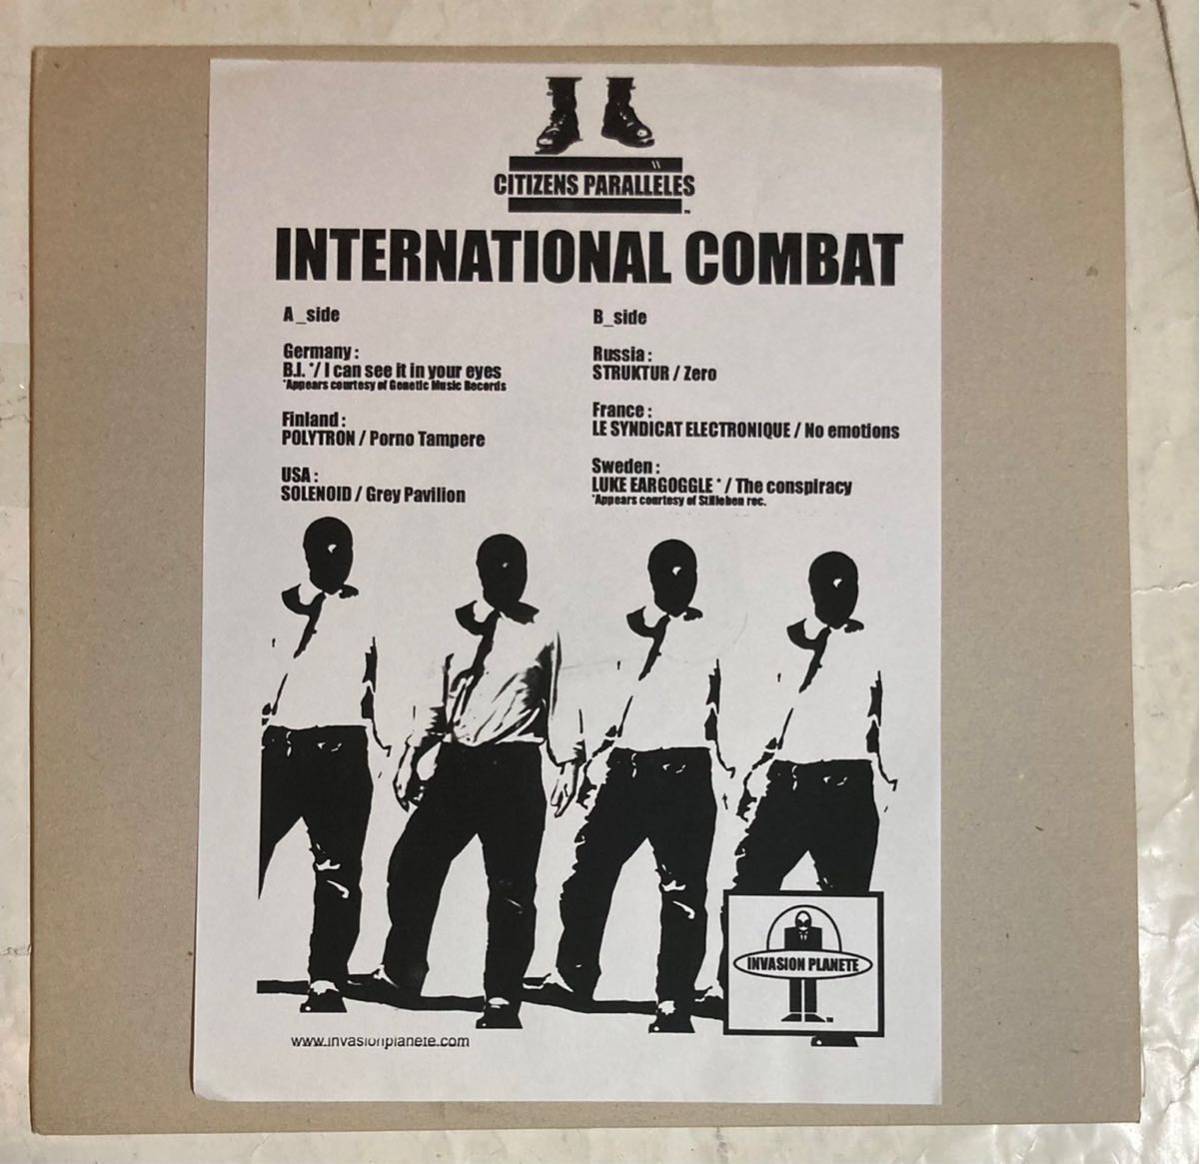 CITIZENS PARALLÈLES
INTERNATIONAL COMBAT
A_side
Germany :
B.I. */ I can see it in your eyes
*Appears courtesy of Genetic Music Records
Finland :
POLYTRON / Porno Tampere
USA :
SOLENOID / Grey Pavilion
B_side
Russia :
STRUKTUR / Zero
France :
LE SYNDICAT ELECTRONIQUE / No emotions
Sweden :
LUKE EARGOGGLE * / The conspiracy
*Appears courtesy of Stilleben rec.
INVASION PLANETE
www.invasionplanete.com